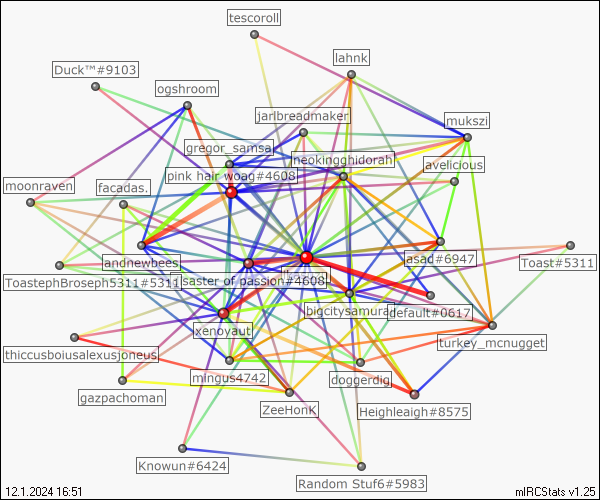 tescoroll
lahnk
Duck™#9103
ogshroom
jarlbreadmaker
mukszi
gregor_samsa
neokingghidorah
avelicious
pink hair woag#4608
moonraven
facadas.
andnewbees
asad#6947
Toast#5311
ToastephBroseph5311#5311
isaster of passion#4608
bigcitysamurai
default#0617
xenoyaut
turkey_mcnugget
thiccusboiusalexusjoneus
mingus4742
doggerdig
gazpachoman
ZeeHonK
Heighleaigh#8575
Knowun#6424
Random Stuf6#5983
12.1.2024 16:51
mIRCStats v1.25